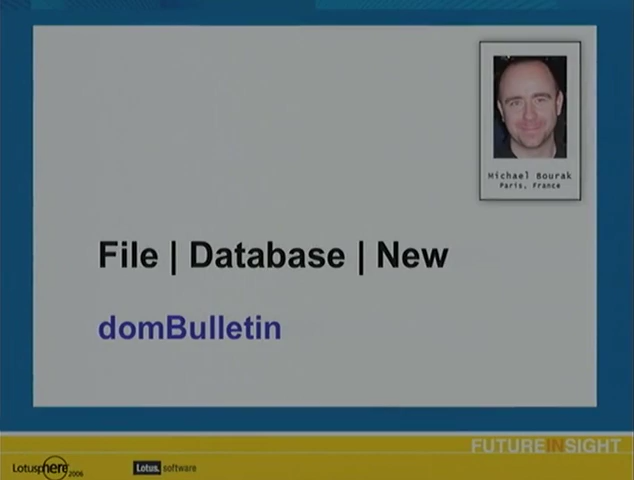 Michael Bourak
Paris, France
File | Database | New
domBulletin
FUTUREINSIGHT
Lotusphere 2006
Lotus. software